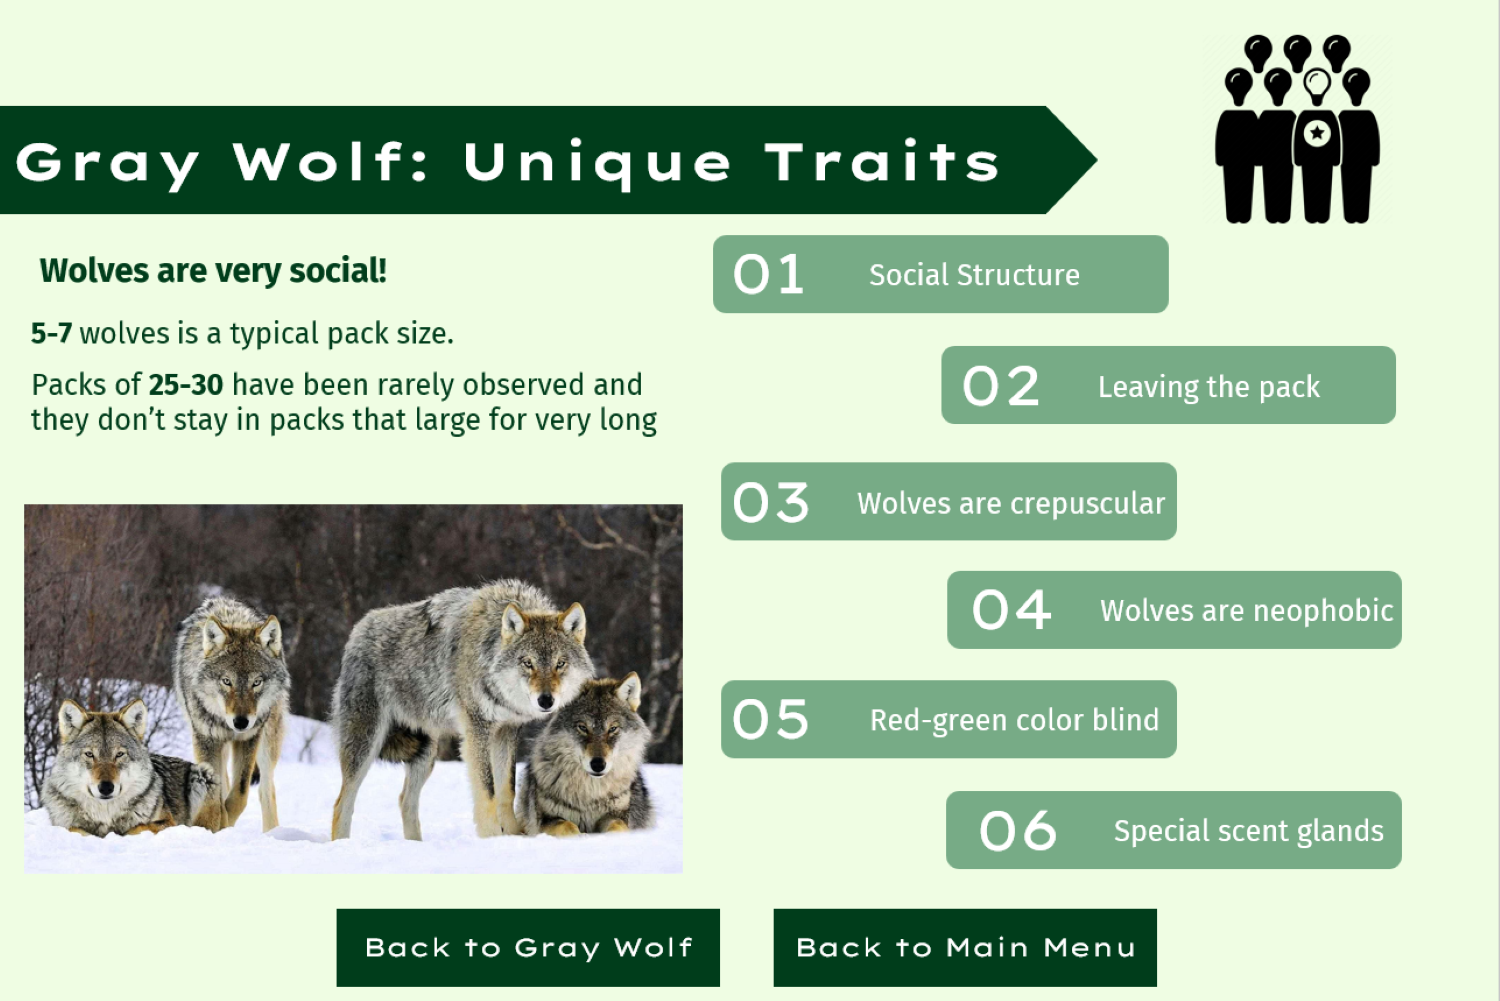 Gray Wolf: Unique Traits
Wolves are very social!
5-7 wolves is a typical pack size.
Packs of 25-30 have been rarely observed and
they don’t stay in packs that large for very long
01 Social Structure
02 Leaving the pack
03 Wolves are crepuscular
04 Wolves are neophobic
05 Red-green color blind
06 Special scent glands
Back to Gray Wolf
Back to Main Menu